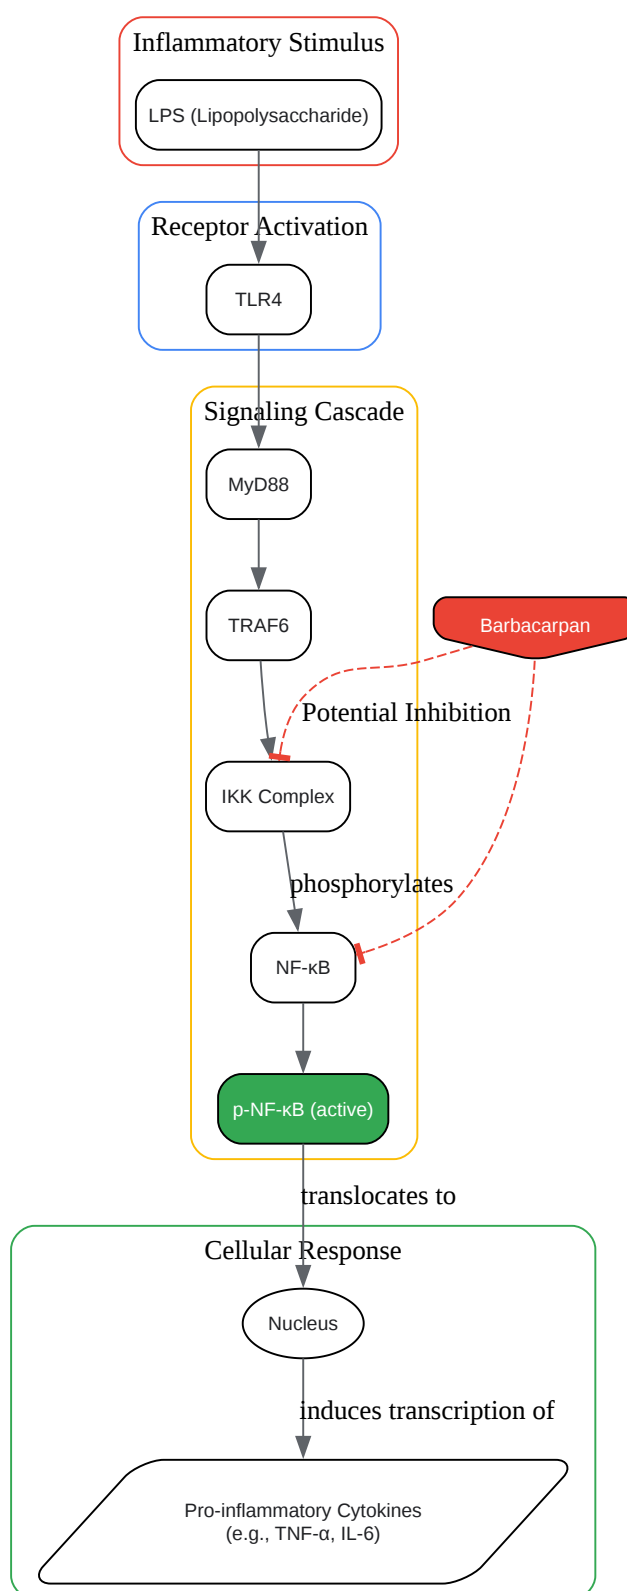 Inflammatory Stimulus
LPS (Lipopolysaccharide)
Receptor Activation
TLR4
Signaling Cascade
MyD88
TRAF6
Barbacarpan
Potential Inhibition
IKK Complex
phosphorylates
NF-κB
p-NF-κB (active)
translocates to
Cellular Response
Nucleus
induces transcription of
Pro-inflammatory Cytokines
(e.g., TNF-α, IL-6)